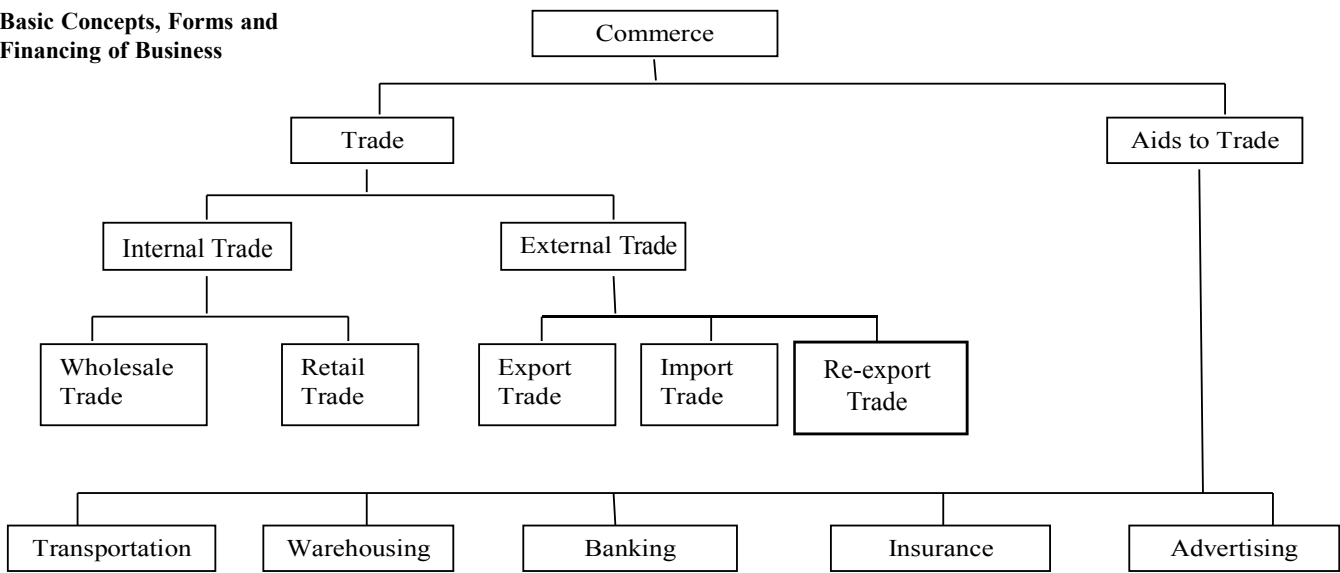 Basic Concepts, Forms and
Financing of Business
Commerce
Trade
Aids to Trade
Internal Trade
External Trade
Wholesale
Trade
Retail
Trade
Export
Trade
Import
Trade
Re-export
Trade
Transportation
Warehousing
Banking
Insurance
Advertising